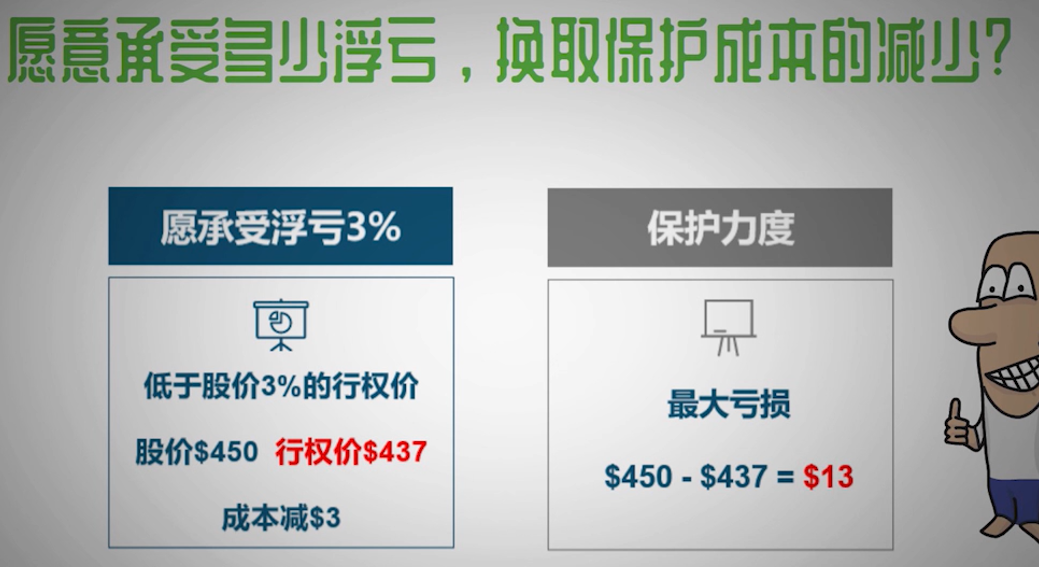 愿意承受多少浮亏，换取保护成本的减少？
愿承受浮亏3%
低于股价3%的行权价
股价$450 行权价$437
成本减$3
保护力度
最大亏损
$450 - $437 = $13